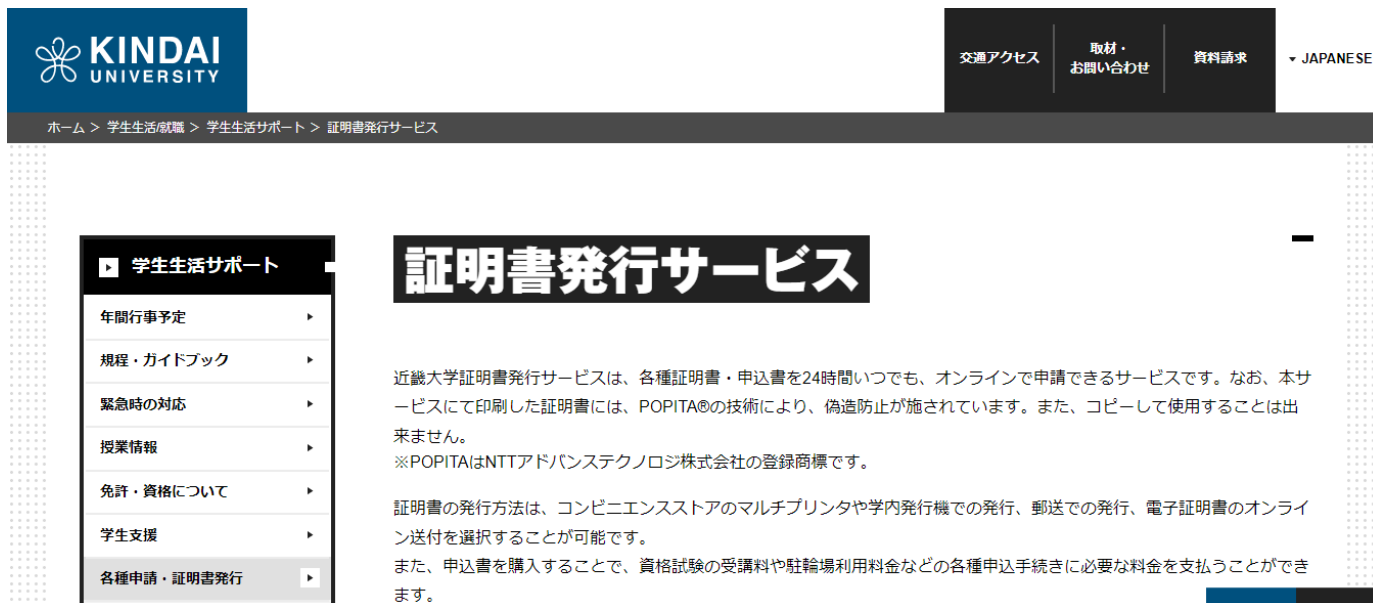 KINDAI
UNIVERSITY
交通アクセス
取材・
お問い合わせ
資料請求
JAPANESE
ホーム > 学生生活/就職 > 学生生活サポート > 証明書発行サービス
学生生活サポート
年間行事予定
規程・ガイドブック
緊急時の対応
授業情報
免許・資格について
学生支援
各種申請・証明書発行
証明書発行サービス
近畿大学証明書発行サービスは、各種証明書・申込書を24時間いつでも、オンラインで申請できるサービスです。なお、本サ
ービスにて印刷した証明書には、POPITA®の技術により、偽造防止が施されています。また、コピーして使用することは出
来ません。
※POPITAはNTTアドバンステクノロジ株式会社の登録商標です。
証明書の発行方法は、コンビニエンスストアのマルチプリンタや学内発行機での発行、郵送での発行、電子証明書のオンライ
ン送付を選択することが可能です。
また、申込書を購入することで、資格試験の受講料や駐輪場利用料金などの各種申込手続きに必要な料金を支払うことができ
ます。